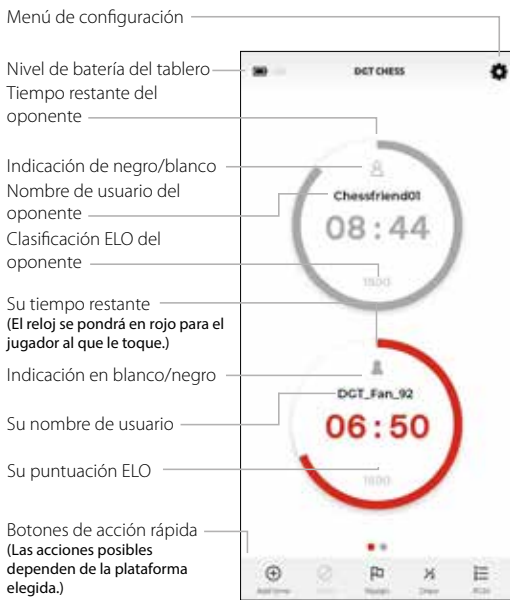 Menú de configuración
Nivel de batería del tablero
Tiempo restante del
oponente
Indicación de negro/blanco
Nombre de usuario del
oponente
Clasificación ELO del
oponente
Su tiempo restante
(El reloj se pondrá en rojo para el
jugador al que le toque.)
Indicación en blanco/negro
Su nombre de usuario
Su puntuación ELO
Botones de acción rápida
(Las acciones posibles
dependen de la plataforma
elegida.)
DGT CHESS
Chessfriend01
08:44
1500
DGT_Fan_92
06:50
1500
Add time
Resign
Draw